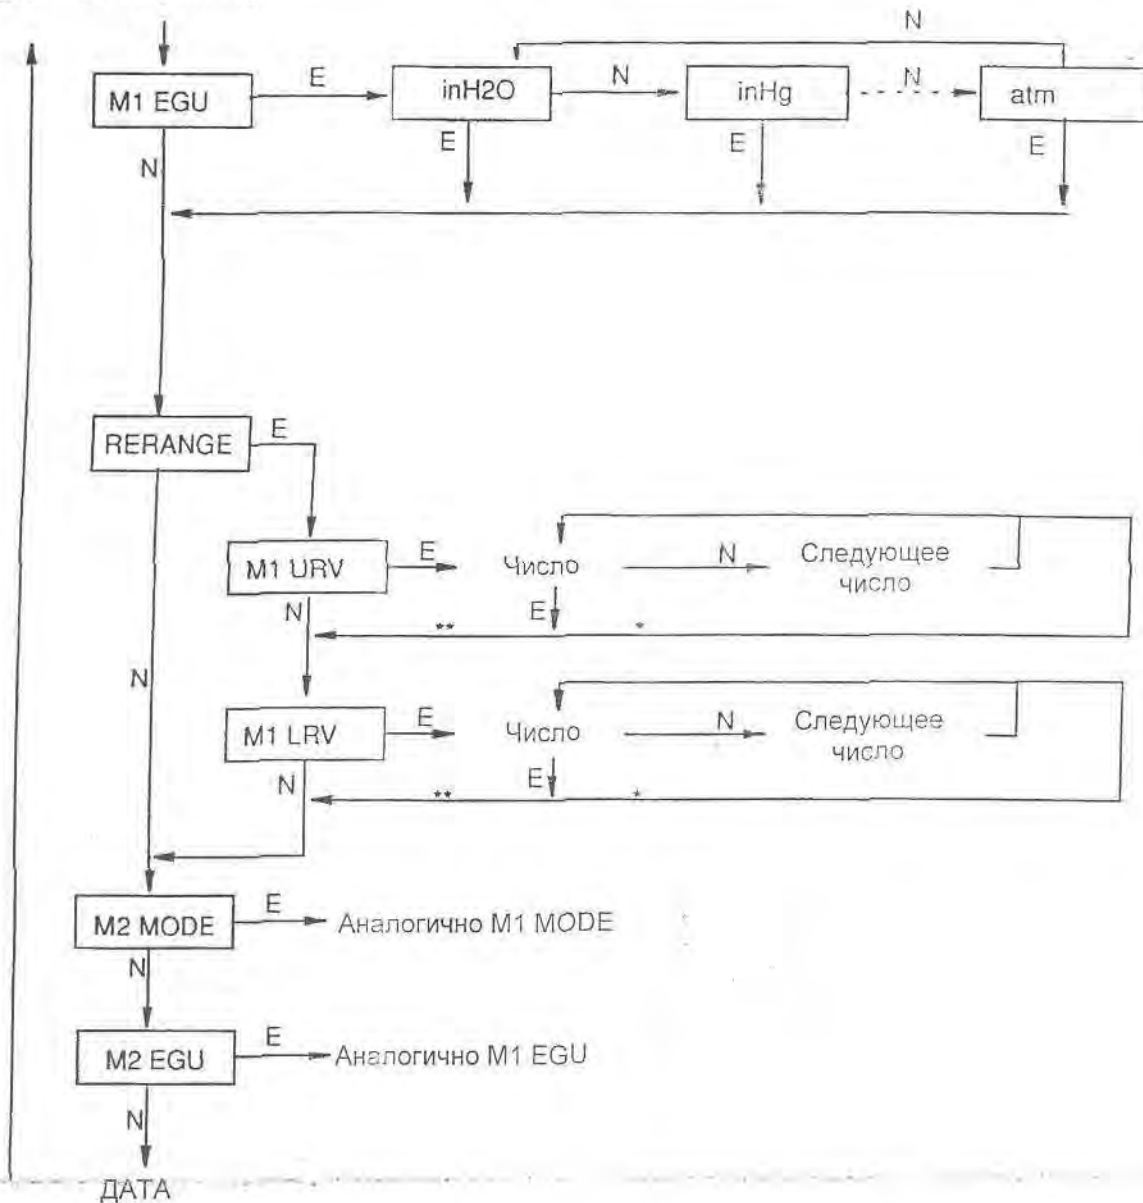 N
M1 EGU E inH2O N inHg N atm
E E E
N
RERANGE E
M1 URV E Число N Следующее
число
N E
** *
N
M1 LRV E Число N Следующее
число
N E
** *
M2 MODE E Аналогично M1 MODE
N
M2 EGU E Аналогично M1 EGU
N
ДАТА